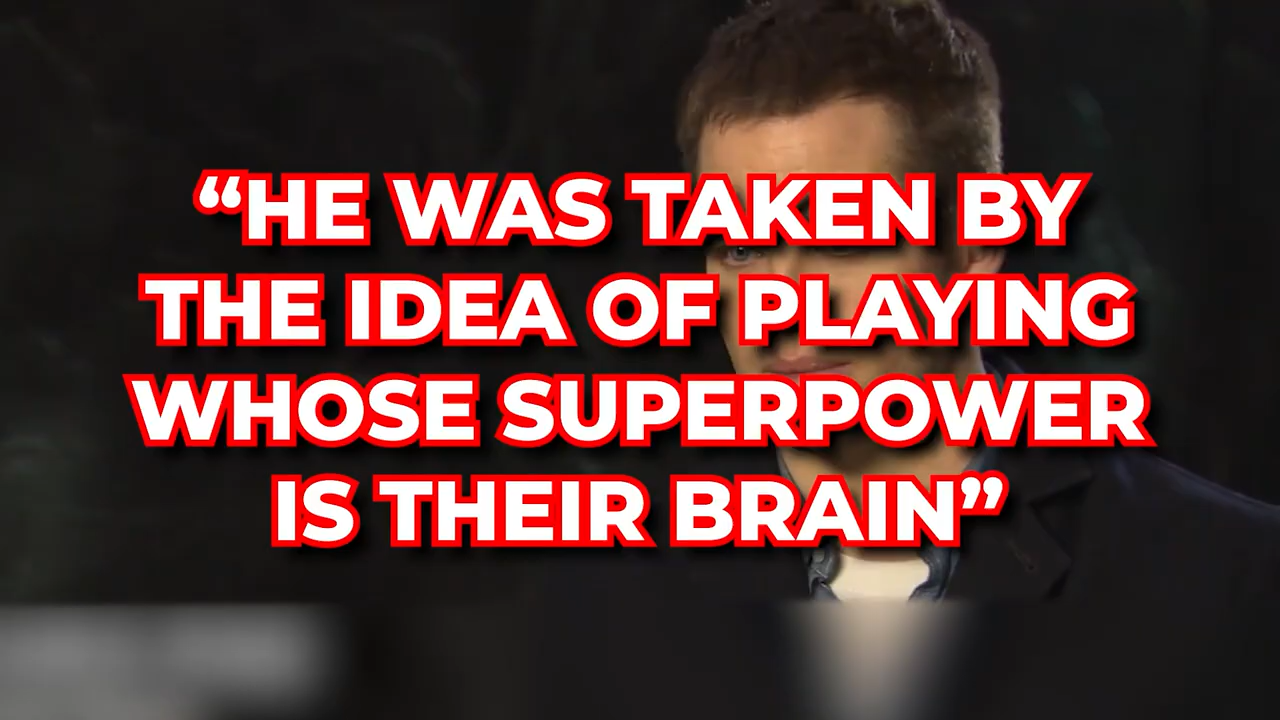 “HE WAS TAKEN BY
THE IDEA OF PLAYING
WHOSE SUPERPOWER
IS THEIR BRAIN”